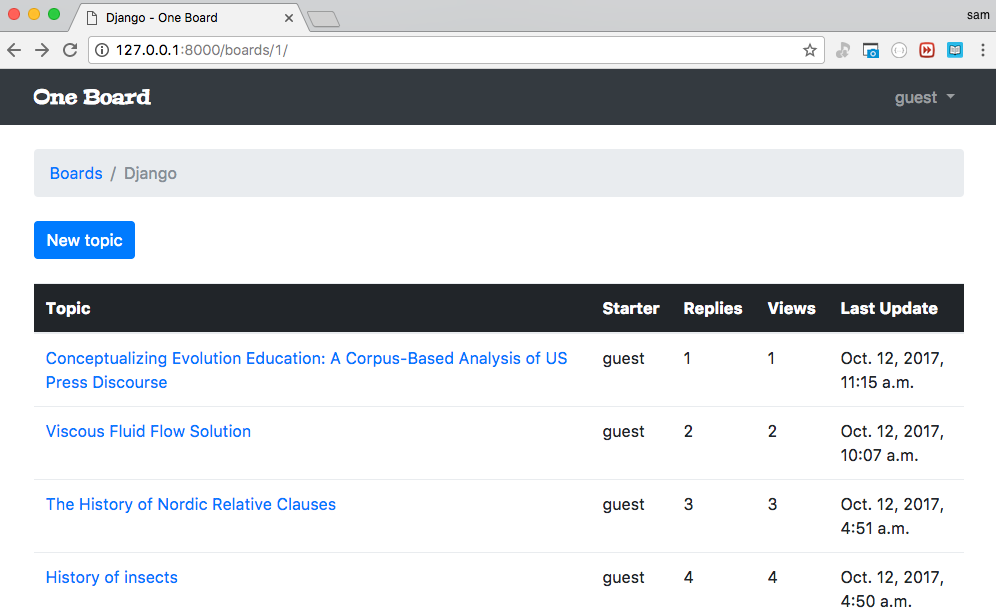 Django - One Board
sam
127.0.0.1:8000/boards/1/
One Board
guest
Boards / Django
New topic
Topic Starter Replies Views Last Update
Conceptualizing Evolution Education: A Corpus-Based Analysis of US guest 1 1 Oct. 12, 2017,
Press Discourse 11:15 a.m.
Viscous Fluid Flow Solution guest 2 2 Oct. 12, 2017,
10:07 a.m.
The History of Nordic Relative Clauses guest 3 3 Oct. 12, 2017,
4:51 a.m.
History of insects guest 4 4 Oct. 12, 2017,
4:50 a.m.